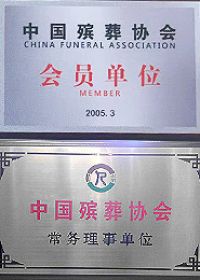 中国殡葬协会
CHINA FUNERAL ASSOCIATION
会员单位
MEMBER
2005.3
中国殡葬协会
常务理事单位